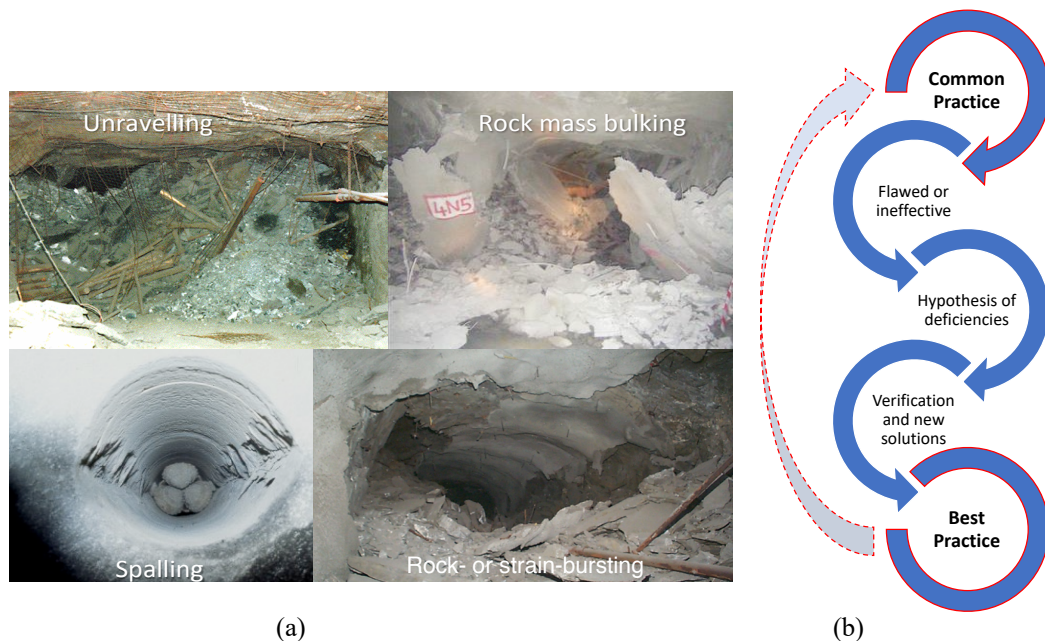 Unravelling
Rock mass bulking
4N5
Spalling
Rock- or strain-bursting
(a)
Common
Practice
Flawed or
ineffective
Hypothesis of
deficiencies
Verification
and new
solutions
Best
Practice
(b)